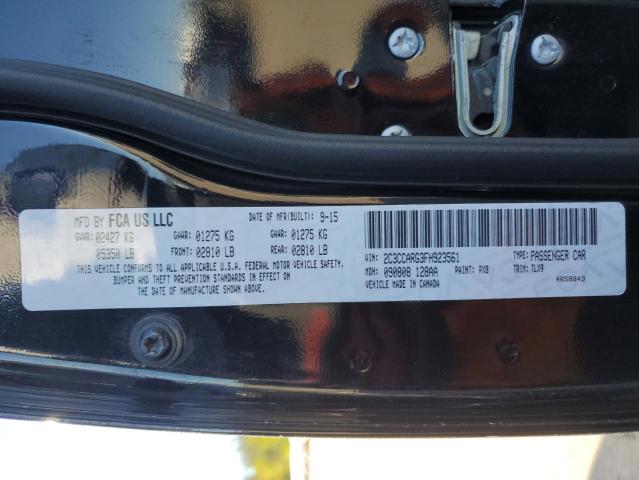 MFD BY FCA US LLC
DATE OF MFR(BUILT): 9-15
GVWR: 02427 KG GAWR: 01275 KG GAWR: 01275 KG
05350 LB FRONT: 02810 LB REAR: 02810 LB
THIS VEHICLE CONFORMS TO ALL APPLICABLE U.S.A. FEDERAL MOTOR VEHICLE SAFETY,
BUMPER AND THEFT PREVENTION STANDARDS IN EFFECT ON
THE DATE OF MANUFACTURE SHOWN ABOVE.
VIN: 2C3CCARG3FH923561 TYPE: PASSENGER CAR
MDH: 090808 128AA PAINT: PX8 TRIM: TLX9
VEHICLE MADE IN CANADA 4658843